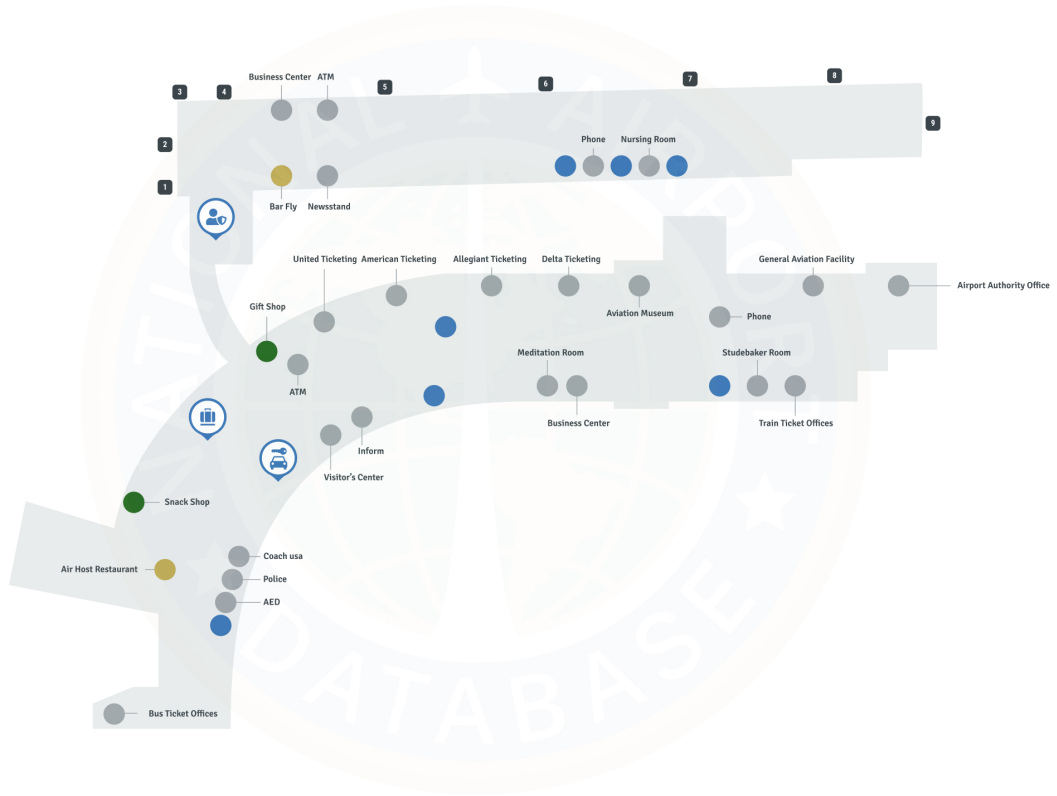 8
7
6
5
Business Center ATM
3 4
9
Phone Nursing Room
2
1
Bar Fly Newsstand
United Ticketing American Ticketing Allegiant Ticketing Delta Ticketing General Aviation Facility
Airport Authority Office
Gift Shop
Aviation Museum
Phone
Meditation Room Studebaker Room
ATM
Business Center Train Ticket Offices
Inform
Visitor's Center
Snack Shop
Coach usa
Air Host Restaurant
Police
AED
Bus Ticket Offices
NATIONAL AIRPORT
DATABASE